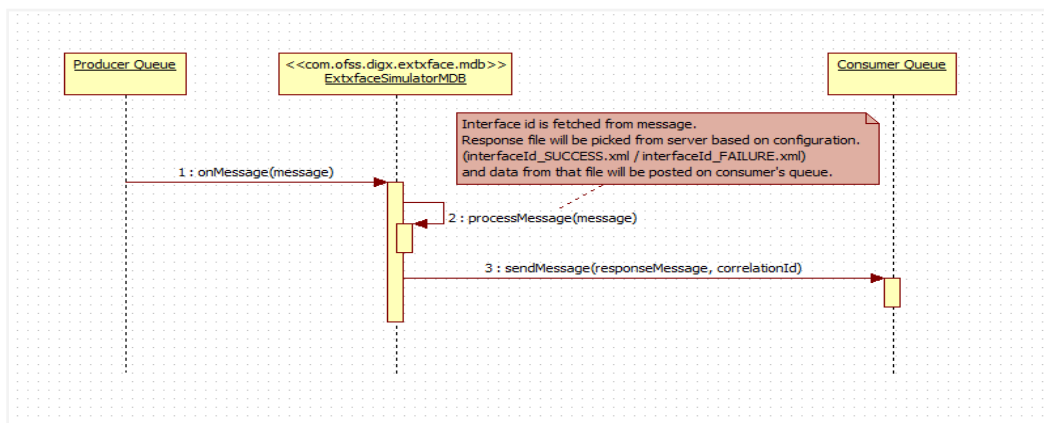 Producer Queue
<<com.ofss.digx.extxface.mdb>>
ExtxfaceSimulatorMDB
Consumer Queue
Interface id is fetched from message.
Response file will be picked from server based on configuration.
(interfaceId_SUCCESS.xml / interfaceId_FAILURE.xml)
and data from that file will be posted on consumer's queue.
1 : onMessage(message)
2 : processMessage(message)
3 : sendMessage(responseMessage, correlationId)